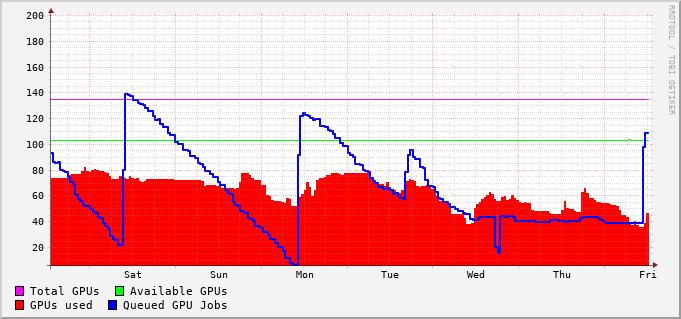 200
180
160
140
120
100
80
60
40
20
Sat Sun Mon Tue Wed Thu Fri
Total GPUs Available GPUs
GPUs used Queued GPU Jobs
RRDTOOL / TOBI OETIKER